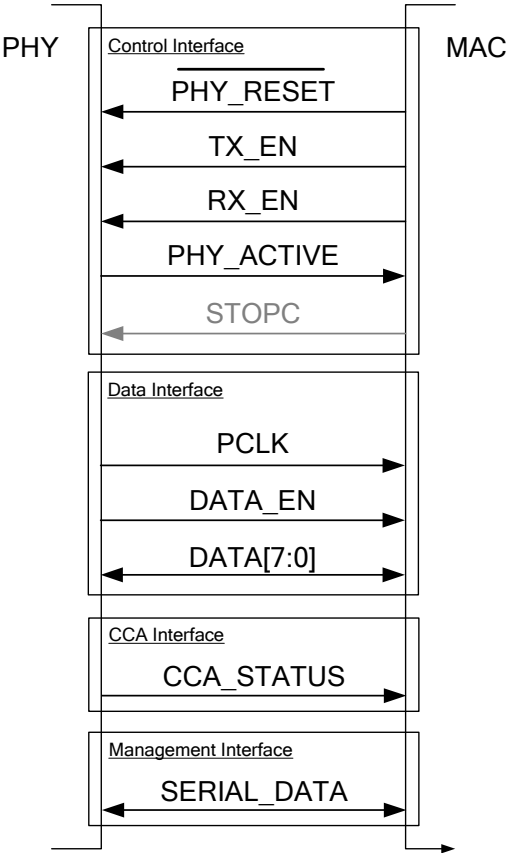 PHY
MAC
Control Interface
PHY_RESET
TX_EN
RX_EN
PHY_ACTIVE
STOPC
Data Interface
PCLK
DATA_EN
DATA[7:0]
CCA Interface
CCA_STATUS
Management Interface
SERIAL_DATA